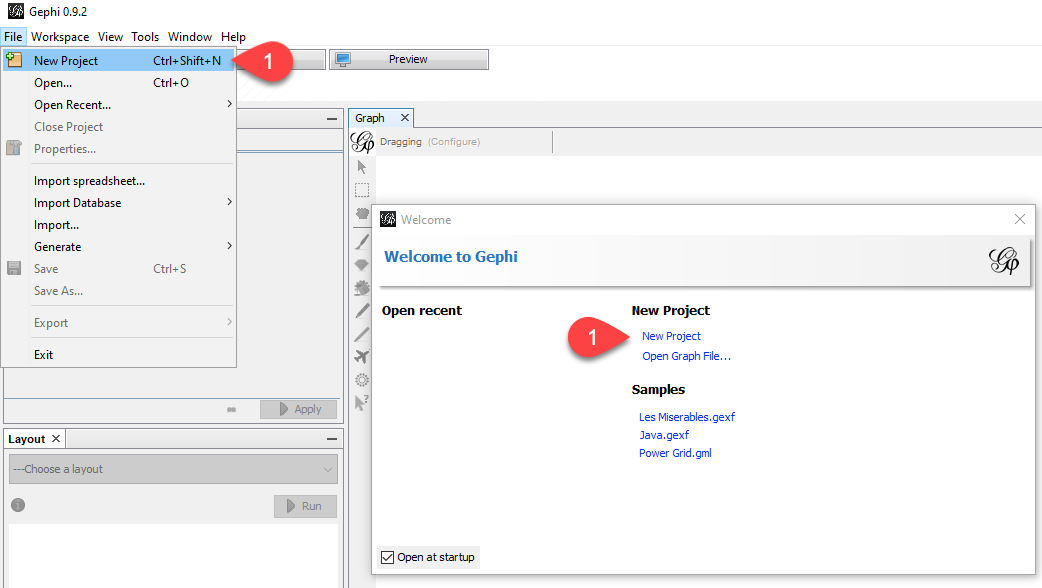 Gephi 0.9.2
File Workspace View Tools Window Help
New Project Ctrl+Shift+N
1
Preview
Open... Ctrl+O
Open Recent...
Close Project
Properties...
Import spreadsheet...
Import Database
Import...
Generate
Save Ctrl+S
Save As...
Export
Exit
Apply
Layout
---Choose a layout
Run
Graph
Dragging (Configure)
Welcome
Welcome to Gephi
Open recent
New Project
1
New Project
Open Graph File...
Samples
Les Miserables.gexf
Java.gexf
Power Grid.gml
Open at startup